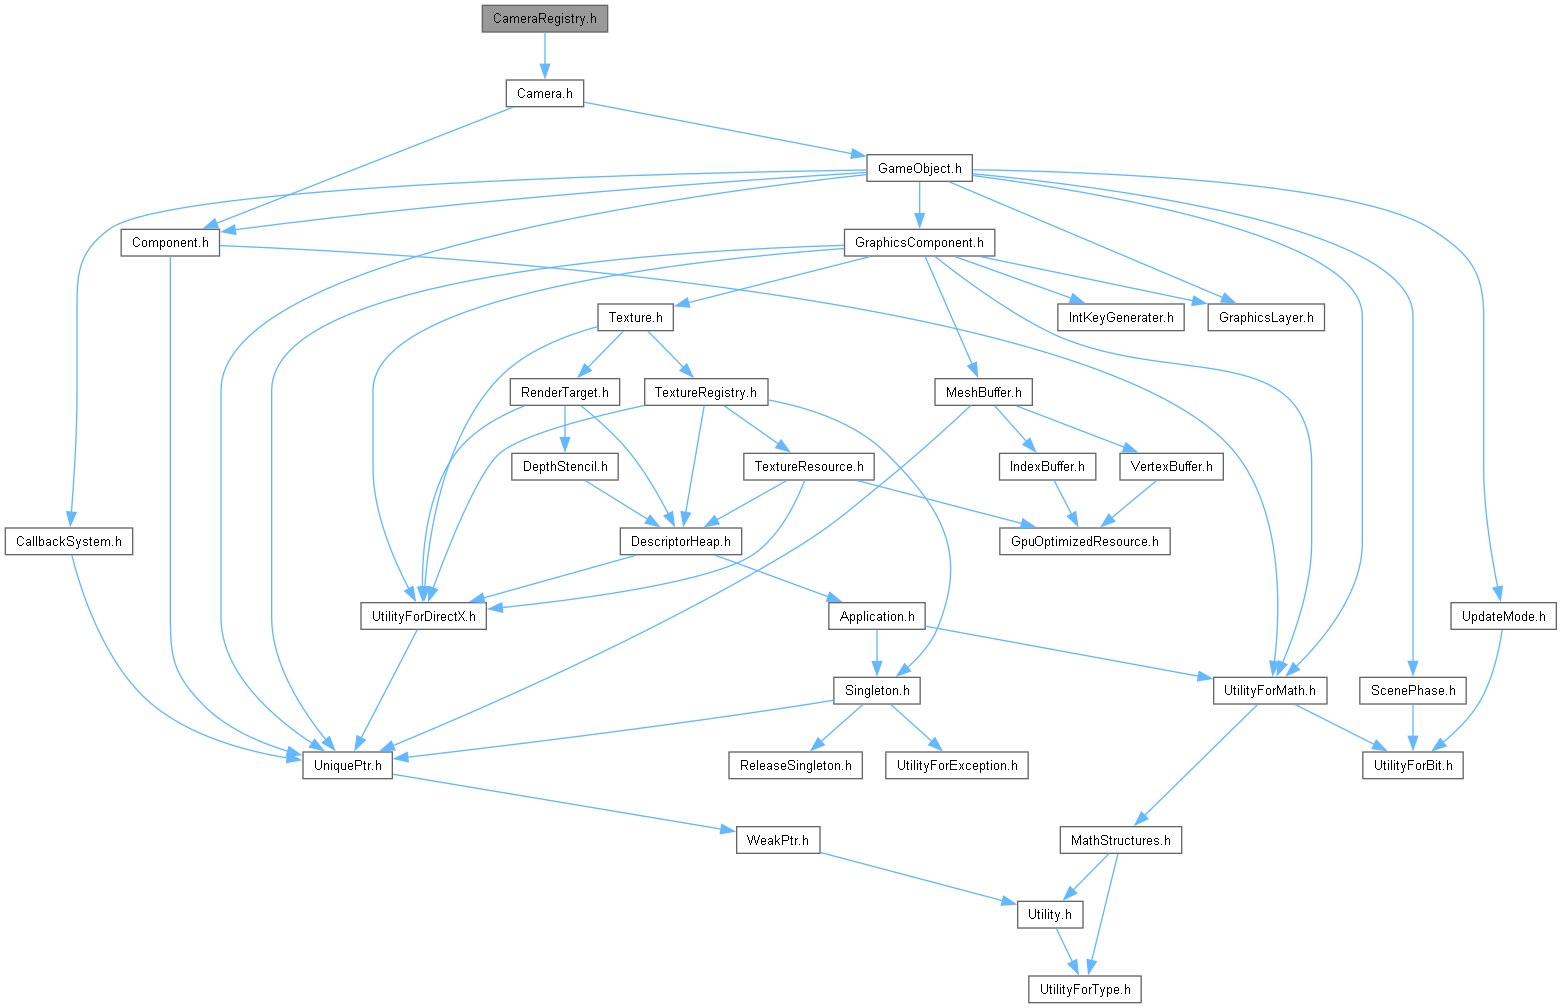 CameraRegistry.h
Camera.h
GameObject.h
Component.h
GraphicsComponent.h
Texture.h
IntKeyGenerater.h
GraphicsLayer.h
RenderTarget.h
TextureRegistry.h
MeshBuffer.h
DepthStencil.h
TextureResource.h
IndexBuffer.h
VertexBuffer.h
CallbackSystem.h
DescriptorHeap.h
GpuOptimizedResource.h
UtilityForDirectX.h
Application.h
UpdateMode.h
Singleton.h
UtilityForMath.h
ScenePhase.h
UniquePtr.h
ReleaseSingleton.h
UtilityForException.h
UtilityForBit.h
WeakPtr.h
MathStructures.h
Utility.h
UtilityForType.h